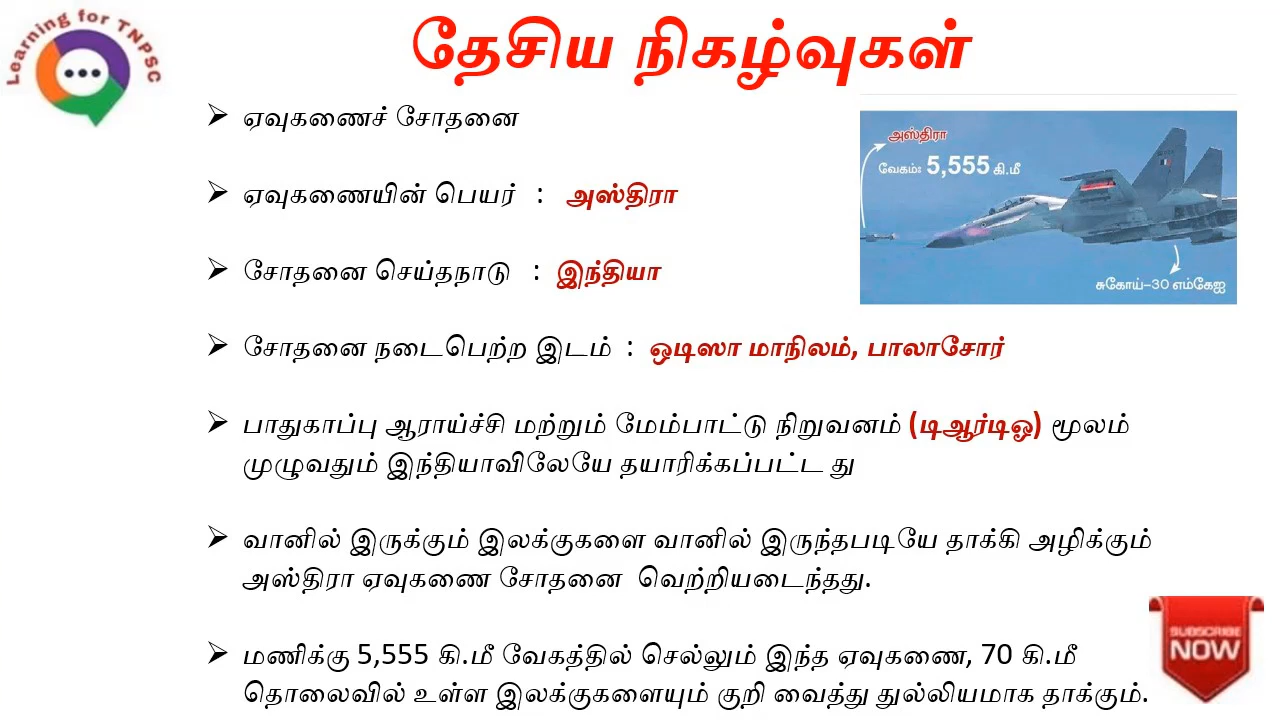 Learning for TNPSC
தேசிய நிகழ்வுகள்
ஏவுகணைச் சோதனை
ஏவுகணையின் பெயர் : அஸ்திரா
சோதனை செய்தநாடு : இந்தியா
சோதனை நடைபெற்ற இடம் : ஒடிஸா மாநிலம், பாலாசோர்
பாதுகாப்பு ஆராய்ச்சி மற்றும் மேம்பாட்டு நிறுவனம் (டிஆர்டிஓ) மூலம்
முழுவதும் இந்தியாவிலேயே தயாரிக்கப்பட்ட து
வானில் இருக்கும் இலக்குகளை வானில் இருந்தபடியே தாக்கி அழிக்கும்
அஸ்திரா ஏவுகணை சோதனை வெற்றியடைந்தது.
மணிக்கு 5,555 கி.மீ வேகத்தில் செல்லும் இந்த ஏவுகணை, 70 கி.மீ
தொலைவில் உள்ள இலக்குகளையும் குறி வைத்து துல்லியமாக தாக்கும்.
அஸ்திரா
வேகம்: 5,555 கி.மீ
சுகோய்-30 எம்கேஐ
SUBSCRIBE
NOW